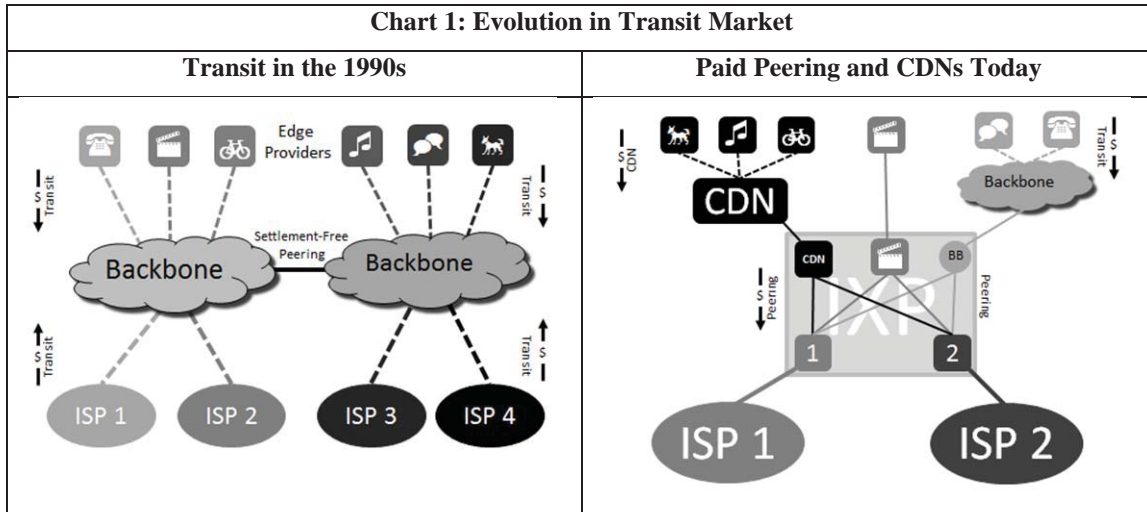 Chart 1: Evolution in Transit Market
Transit in the 1990s
Edge
Providers
$
Transit
$
Transit
Settlement-Free
Peering
Backbone
Backbone
$
Transit
$
Transit
ISP 1
ISP 2
ISP 3
ISP 4
Paid Peering and CDNs Today
$
CDN
$
Transit
CDN
Backbone
CDN
BB
$
Peering
Peering
IXP
1
2
ISP 1
ISP 2